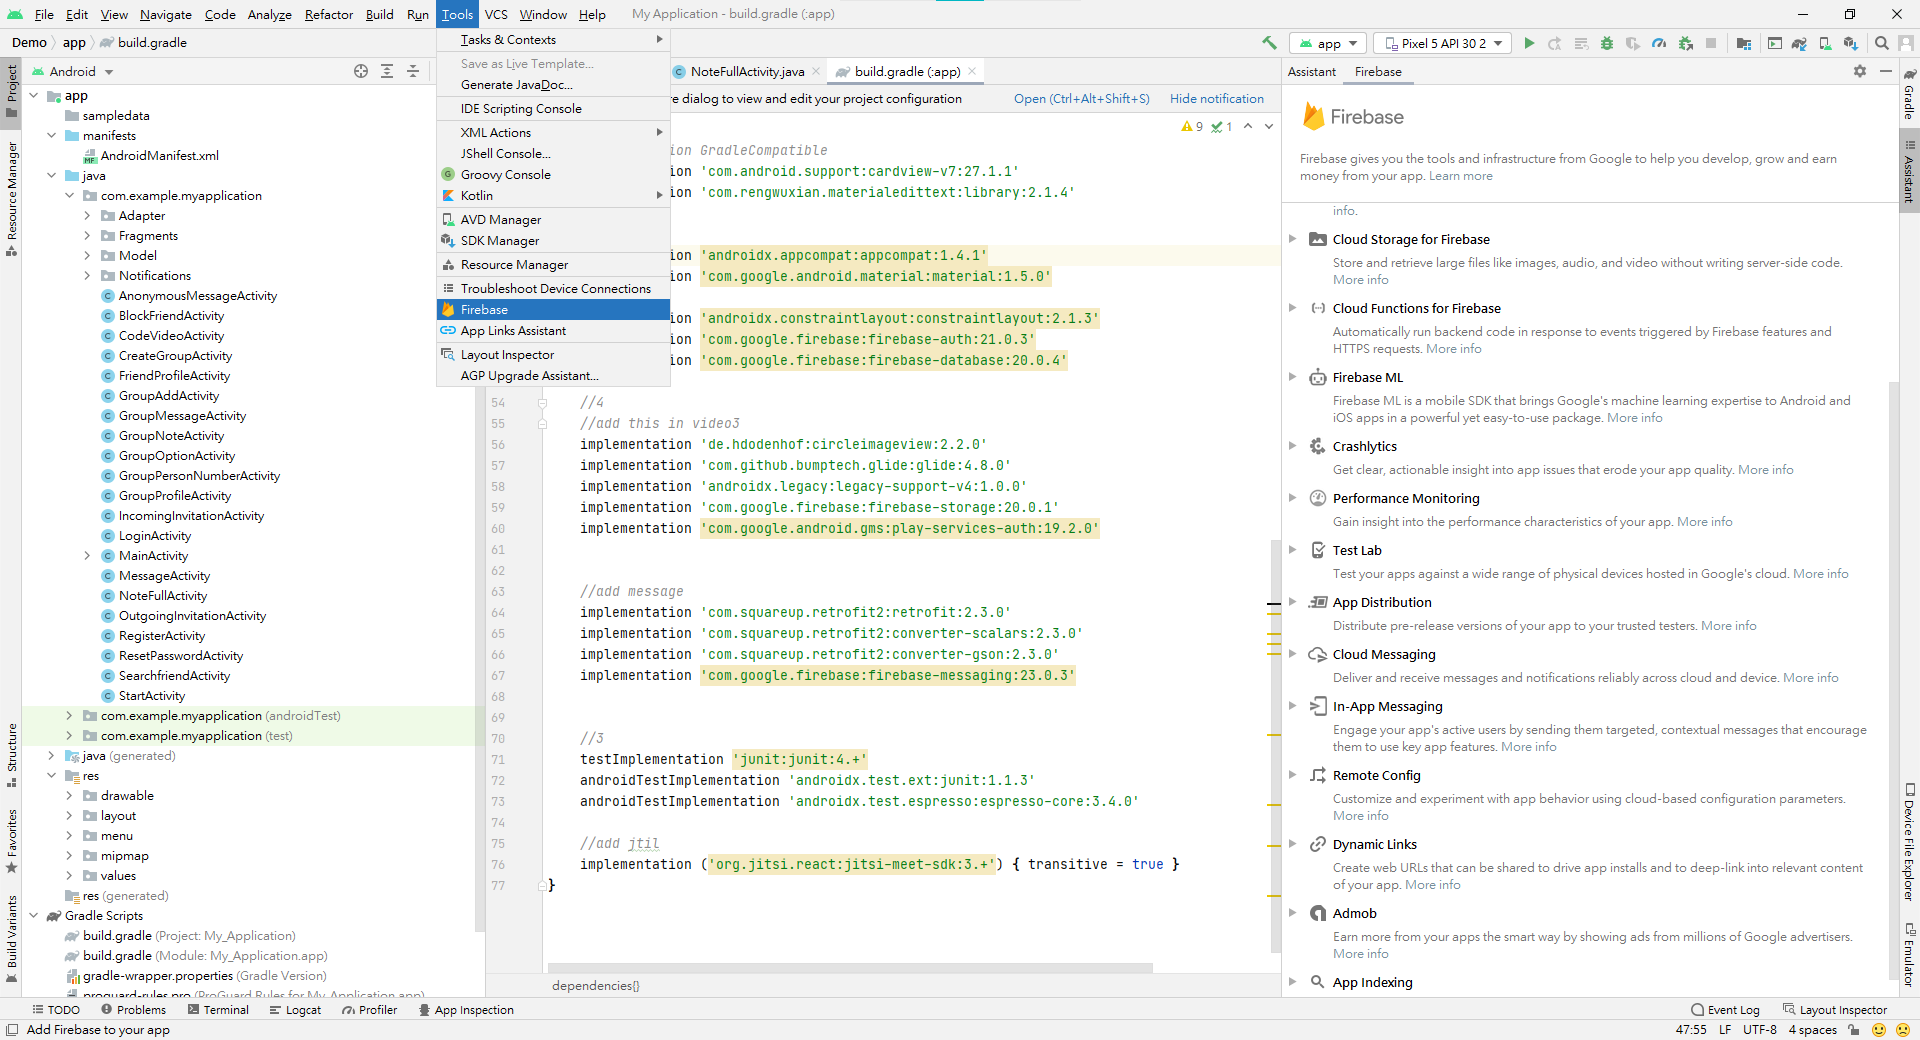 File Edit View Navigate Code Analyze Refactor Build Run Tools VCS Window Help My Application - build.gradle (:app)
Demo app build.gradle
app Pixel 5 API 30 2
Project
Resource Manager
Structure
Favorites
Build Variants
Android
app
sampledata
manifests
AndroidManifest.xml
java
com.example.myapplication
Adapter
Fragments
Model
Notifications
AnonymousMessageActivity
BlockFriendActivity
CodeVideoActivity
CreateGroupActivity
FriendProfileActivity
GroupAddActivity
GroupMessageActivity
GroupNoteActivity
GroupOptionActivity
GroupPersonNumberActivity
GroupProfileActivity
IncomingInvitationActivity
LoginActivity
MainActivity
MessageActivity
NoteFullActivity
OutgoingInvitationActivity
RegisterActivity
ResetPasswordActivity
SearchfriendActivity
StartActivity
com.example.myapplication (androidTest)
com.example.myapplication (test)
java (generated)
res
drawable
layout
menu
mipmap
values
res (generated)
Gradle Scripts
build.gradle (Project: My_Application)
build.gradle (Module: My_Application.app)
gradle-wrapper.properties (Gradle Version)
proguard-rules.pro (ProGuard Rules for My_Application.app)
Tasks & Contexts
Save as Live Template...
Generate JavaDoc...
IDE Scripting Console
XML Actions
JShell Console...
Groovy Console
Kotlin
AVD Manager
SDK Manager
Resource Manager
Troubleshoot Device Connections
Firebase
App Links Assistant
Layout Inspector
AGP Upgrade Assistant...
NoteFullActivity.java build.gradle (:app)
re dialog to view and edit your project configuration Open (Ctrl+Alt+Shift+S) Hide notification
9 1
ion GradleCompatible
ion 'com.android.support:cardview-v7:27.1.1'
ion 'com.rengwuxian.materialedittext:library:2.1.4'
ion 'androidx.appcompat:appcompat:1.4.1'
ion 'com.google.android.material:material:1.5.0'
ion 'androidx.constraintlayout:constraintlayout:2.1.3'
ion 'com.google.firebase:firebase-auth:21.0.3'
ion 'com.google.firebase:firebase-database:20.0.4'
54 //4
55 //add this in video3
56 implementation 'de.hdodenhof:circleimageview:2.2.0'
57 implementation 'com.github.bumptech.glide:glide:4.8.0'
58 implementation 'androidx.legacy:legacy-support-v4:1.0.0'
59 implementation 'com.google.firebase:firebase-storage:20.0.1'
60 implementation 'com.google.android.gms:play-services-auth:19.2.0'
61
62
63 //add message
64 implementation 'com.squareup.retrofit2:retrofit:2.3.0'
65 implementation 'com.squareup.retrofit2:converter-scalars:2.3.0'
66 implementation 'com.squareup.retrofit2:converter-gson:2.3.0'
67 implementation 'com.google.firebase:firebase-messaging:23.0.3'
68
69
70 //3
71 testImplementation 'junit:junit:4.+'
72 androidTestImplementation 'androidx.test.ext:junit:1.1.3'
73 androidTestImplementation 'androidx.test.espresso:espresso-core:3.4.0'
74
75 //add jtil
76 implementation ('org.jitsi.react:jitsi-meet-sdk:3.+') { transitive = true }
77 }
dependencies{}
Assistant Firebase
Firebase
Firebase gives you the tools and infrastructure from Google to help you develop, grow and earn
money from your app. Learn more
info.
Cloud Storage for Firebase
Store and retrieve large files like images, audio, and video without writing server-side code.
More info
Cloud Functions for Firebase
Automatically run backend code in response to events triggered by Firebase features and
HTTPS requests. More info
Firebase ML
Firebase ML is a mobile SDK that brings Google's machine learning expertise to Android and
iOS apps in a powerful yet easy-to-use package. More info
Crashlytics
Get clear, actionable insight into app issues that erode your app quality. More info
Performance Monitoring
Gain insight into the performance characteristics of your app. More info
Test Lab
Test your apps against a wide range of physical devices hosted in Google's cloud. More info
App Distribution
Distribute pre-release versions of your app to your trusted testers. More info
Cloud Messaging
Deliver and receive messages and notifications reliably across cloud and device. More info
In-App Messaging
Engage your app's active users by sending them targeted, contextual messages that encourage
them to use key app features. More info
Remote Config
Customize and experiment with app behavior using cloud-based configuration parameters.
More info
Dynamic Links
Create web URLs that can be shared to drive app installs and to deep-link into relevant content
of your app. More info
Admob
Earn more from your apps the smart way by showing ads from millions of Google advertisers.
More info
App Indexing
Gradle
Assistant
Device File Explorer
Emulator
TODO Problems Terminal Logcat Profiler App Inspection Event Log Layout Inspector
Add Firebase to your app 47:55 LF UTF-8 4 spaces